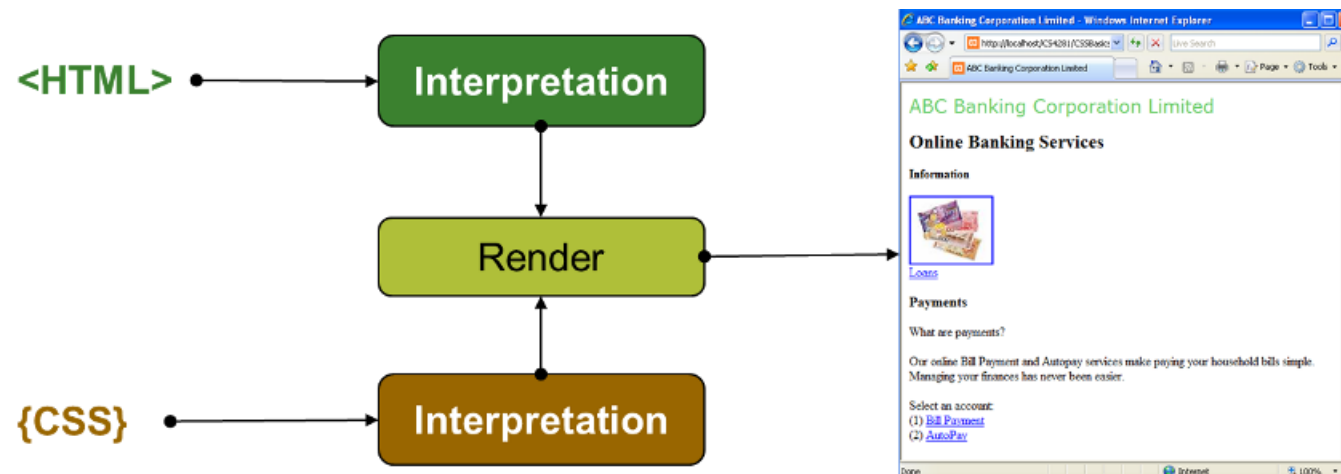 <HTML>
Interpretation
Render
{CSS}
Interpretation
ABC Banking Corporation Limited - Windows Internet Explorer
http://localhost/CS4281/CSSBasics
Live Search
ABC Banking Corporation Limited
Page
Tools
ABC Banking Corporation Limited
Online Banking Services
Information
Loans
Payments
What are payments?
Our online Bill Payment and Autopay services make paying your household bills simple.
Managing your finances has never been easier.
Select an account:
(1) Bill Payment
(2) AutoPay
Done
Internet
100%